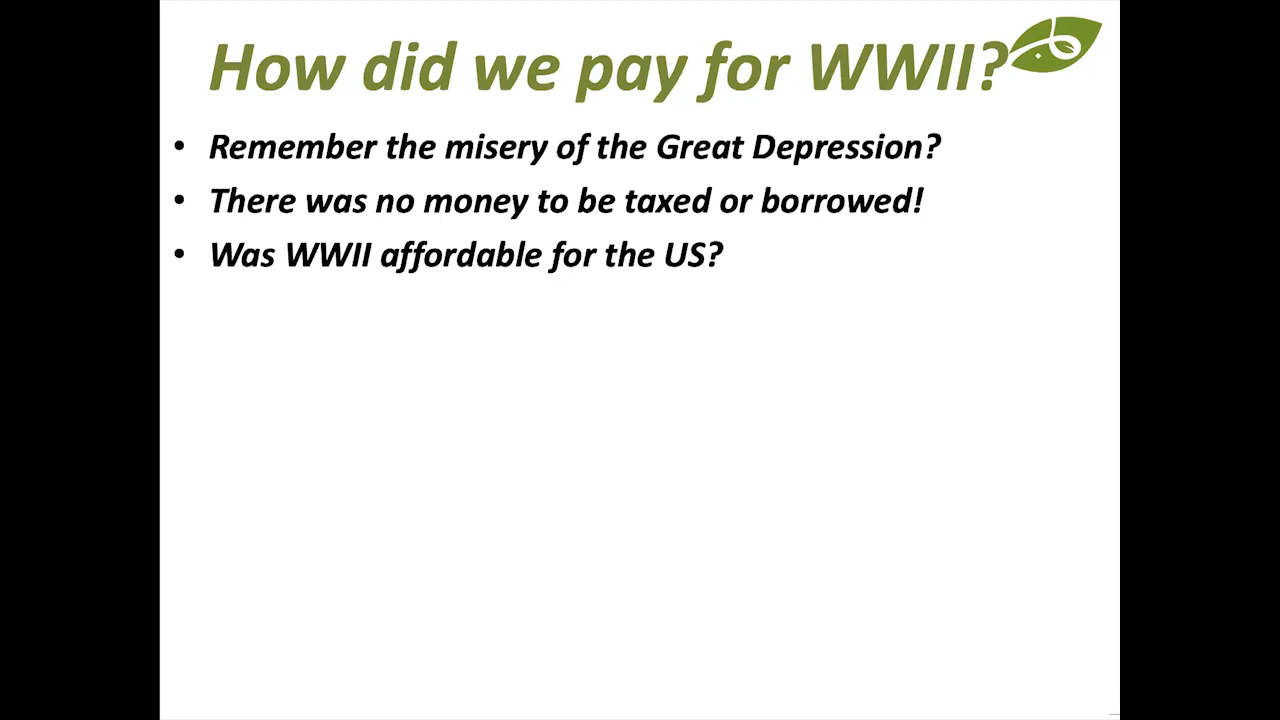 How did we pay for WWII?
• Remember the misery of the Great Depression?
• There was no money to be taxed or borrowed!
• Was WWII affordable for the US?